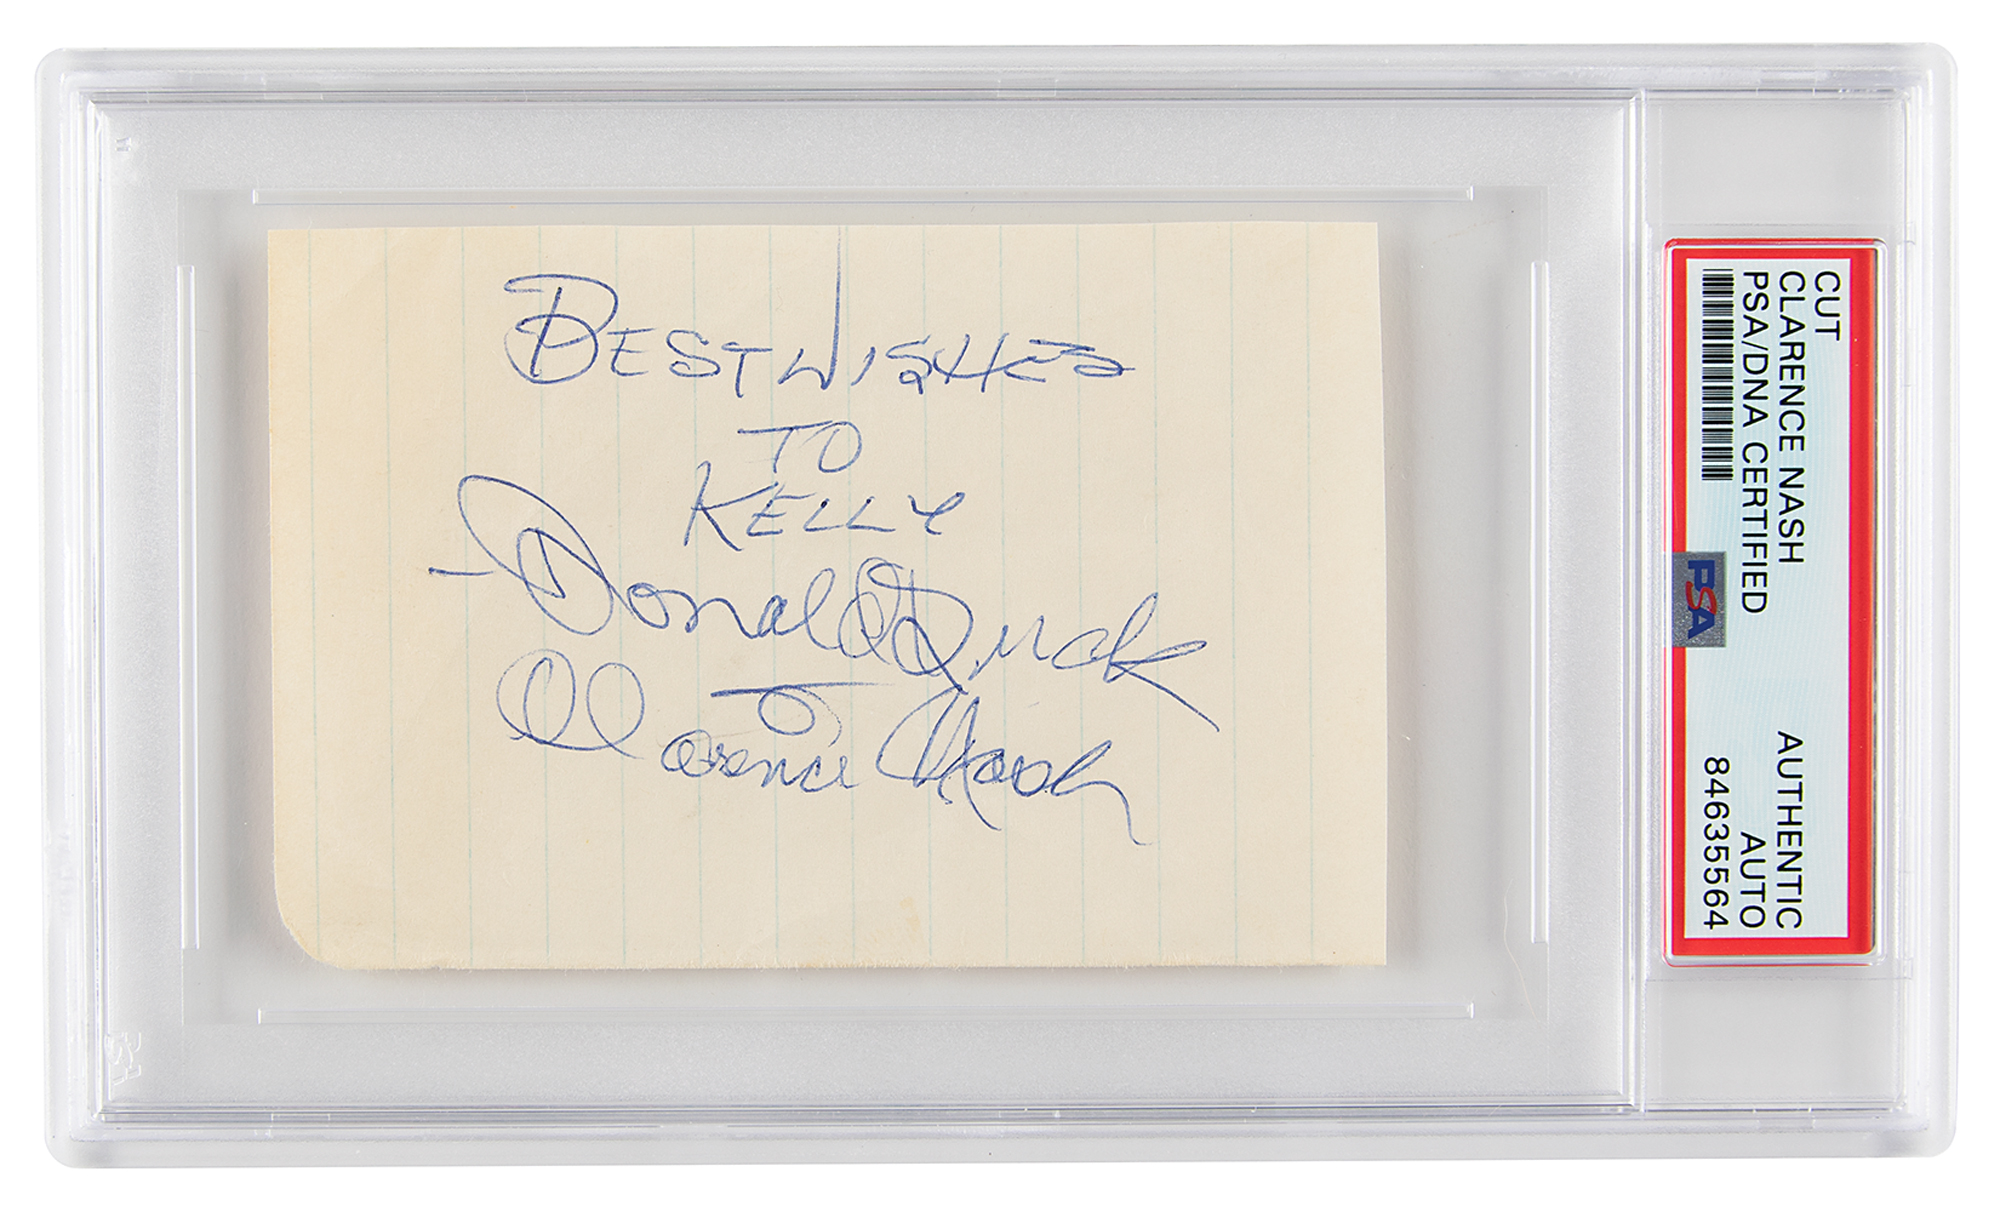 BEST WISHES
TO
KELLY
Donald Duck
Clarence Nash
CUT
CLARENCE NASH AUTHENTIC
PSA/DNA CERTIFIED AUTO
84635564
PSA